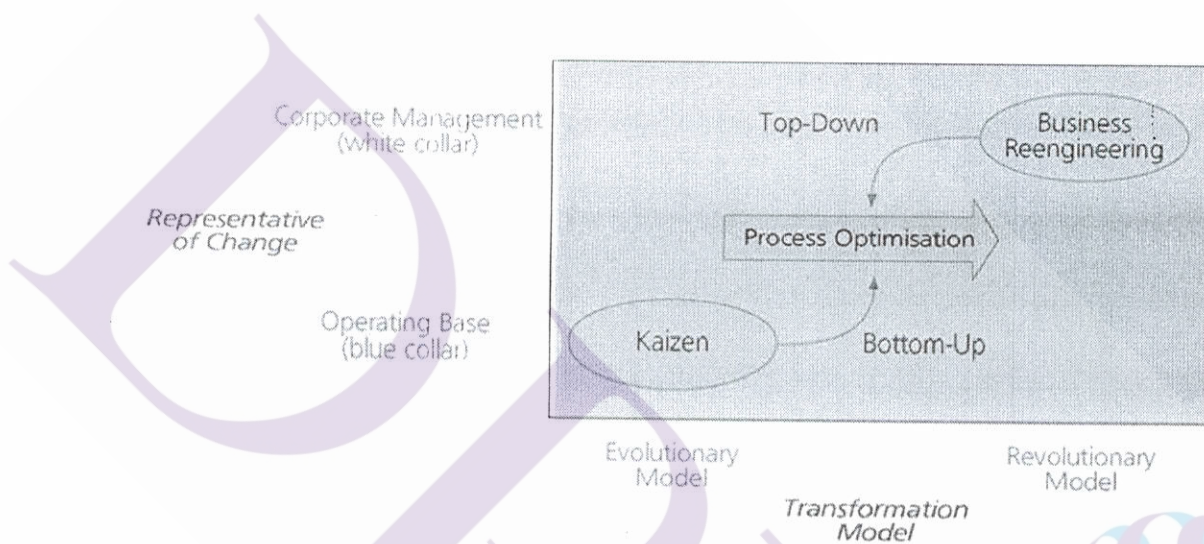 Corporate Management
(white collar)
Top-Down
Business
Reengineering
Representative
of Change
Process Optimisation
Operating Base
(blue collar)
Kaizen
Bottom-Up
Evolutionary
Model
Revolutionary
Model
Transformation
Model